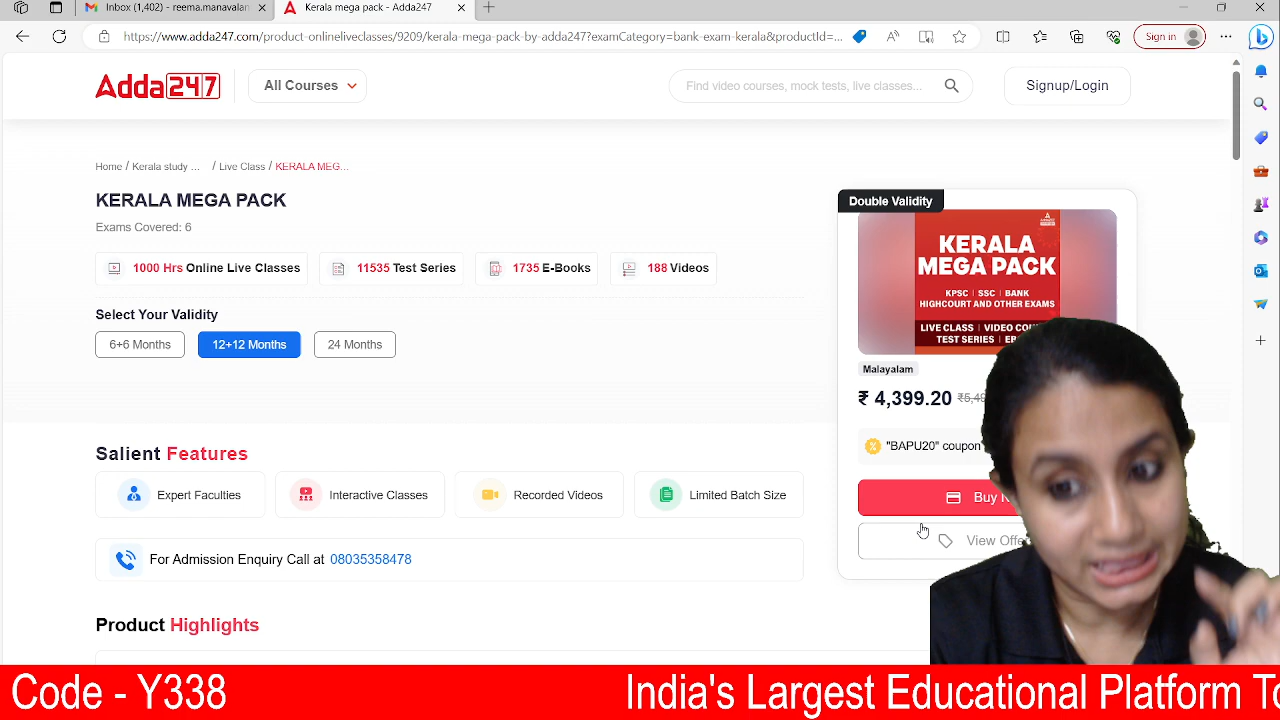 Inbox (1,402) - reema.manavalan
Kerala mega pack - Adda247
https://www.adda247.com/product-onlineliveclasses/9209/kerala-mega-pack-by-adda247?examCategory=bank-exam-kerala&productId=...
Sign in
Adda247
All Courses
Find video courses, mock tests, live classes...
Signup/Login
Home / Kerala study ... / Live Class / KERALA MEG...
KERALA MEGA PACK
Exams Covered: 6
1000 Hrs Online Live Classes
11535 Test Series
1735 E-Books
188 Videos
Select Your Validity
6+6 Months
12+12 Months
24 Months
Double Validity
KERALA
MEGA PACK
KPSC | SSC | BANK
HIGHCOURT AND OTHER EXAMS
LIVE CLASS | VIDEO
TEST SERIES |
Malayalam
₹ 4,399.20
"BAPU20" coupon
Buy
View
Salient Features
Expert Faculties
Interactive Classes
Recorded Videos
Limited Batch Size
For Admission Enquiry Call at 08035358478
Product Highlights
Code - Y338
India's Largest Educational Platform